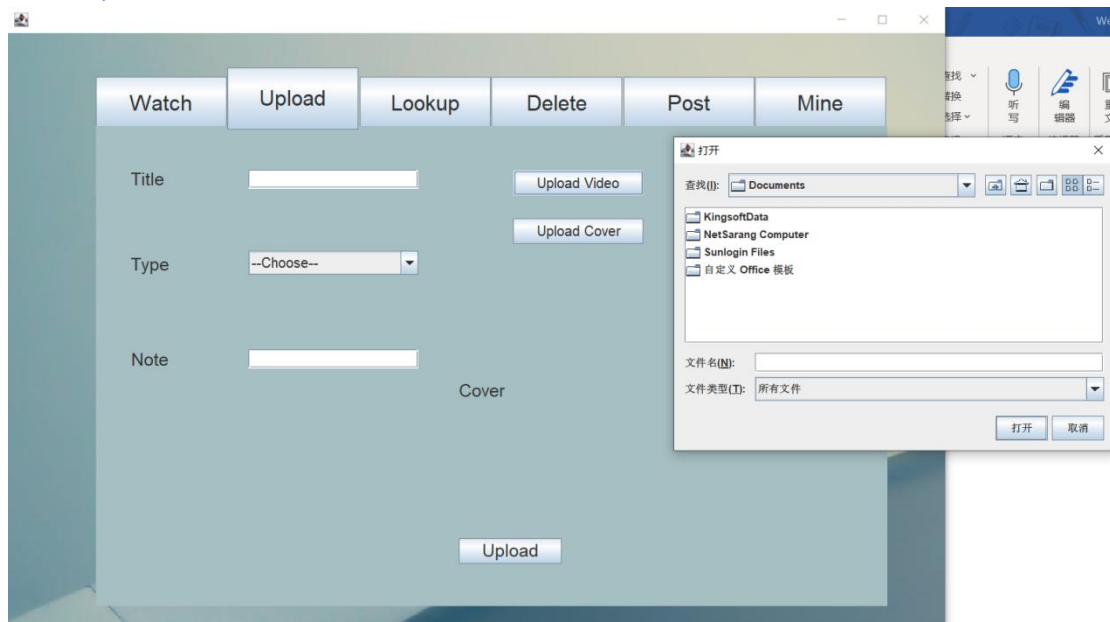 We
Watch
Upload
Lookup
Delete
Post
Mine
查找
替换
选择
听写
编辑器
打开
查找(I):
Documents
KingsoftData
NetSarang Computer
Sunlogin Files
自定义 Office 模板
文件名(N):
文件类型(T):
所有文件
打开
取消
Title
Upload Video
Upload Cover
Type
--Choose--
Note
Cover
Upload